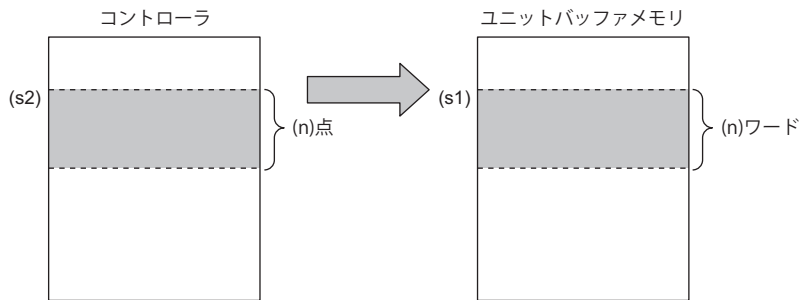 コントローラ
ユニットバッファメモリ
(s2)
(n)点
(s1)
(n)ワード